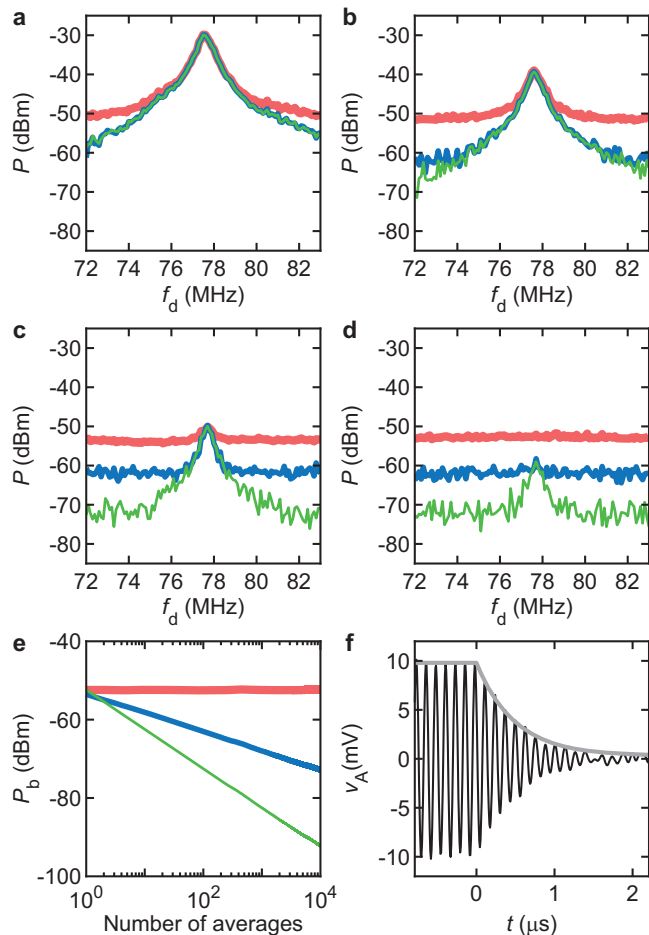 a
b
-30
-40
-50
-60
-70
-80
P (dBm)
72 74 76 78 80 82
f_d (MHz)
-30
-40
-50
-60
-70
-80
P (dBm)
72 74 76 78 80 82
f_d (MHz)
c
d
-30
-40
-50
-60
-70
-80
P (dBm)
72 74 76 78 80 82
f_d (MHz)
-30
-40
-50
-60
-70
-80
P (dBm)
72 74 76 78 80 82
f_d (MHz)
e
f
-40
-60
-80
-100
P_b (dBm)
10^0 10^2 10^4
Number of averages
10
5
0
-5
-10
v_A(mV)
0 1 2
t (μs)